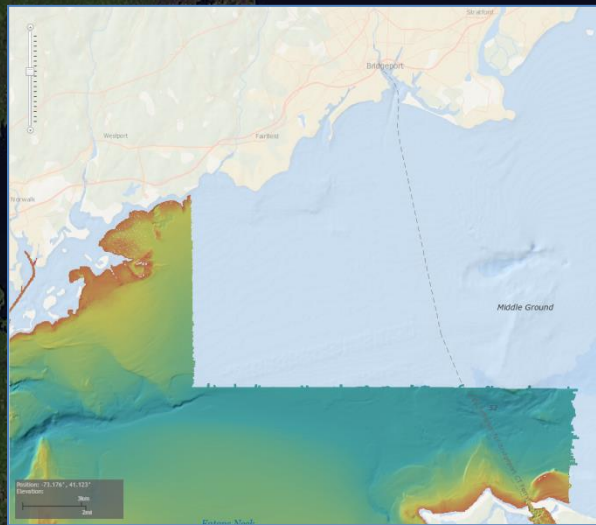 Stratford
Bridgeport
Westport
Fairfield
Norwalk
Middle Ground
Position: -73.176°, 41.123°
Elevation:
3km
2mi